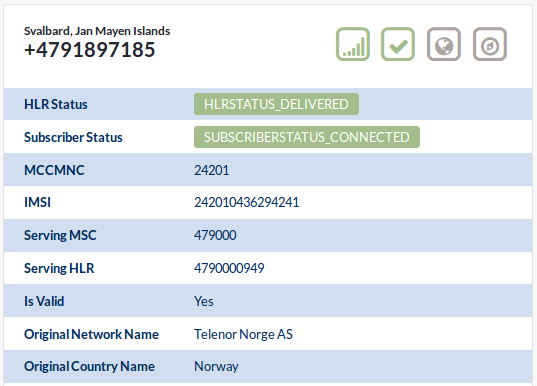 Svalbard, Jan Mayen Islands
+4791897185
HLR Status HLRSTATUS_DELIVERED
Subscriber Status SUBSCRIBERSTATUS_CONNECTED
MCCMNC 24201
IMSI 242010436294241
Serving MSC 479000
Serving HLR 4790000949
Is Valid Yes
Original Network Name Telenor Norge AS
Original Country Name Norway